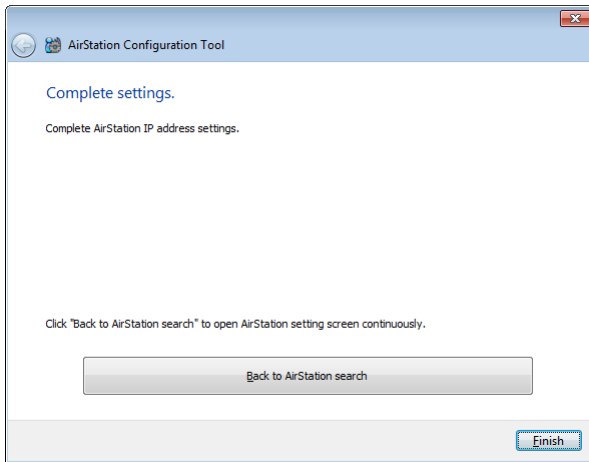 AirStation Configuration Tool
Complete settings.
Complete AirStation IP address settings.
Click "Back to AirStation search" to open AirStation setting screen continuously.
Back to AirStation search
Finish